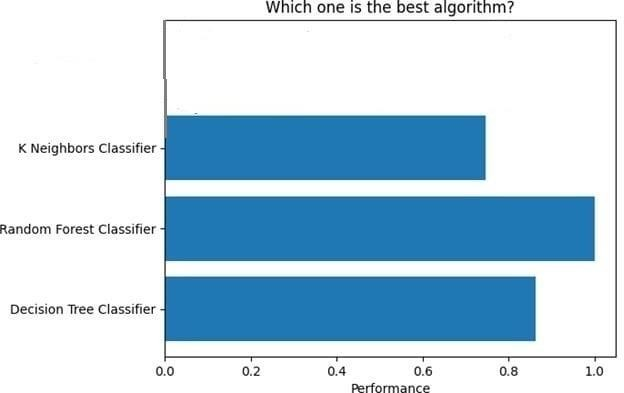 Which one is the best algorithm?
K Neighbors Classifier
Random Forest Classifier
Decision Tree Classifier
0.0 0.2 0.4 0.6 0.8 1.0
Performance